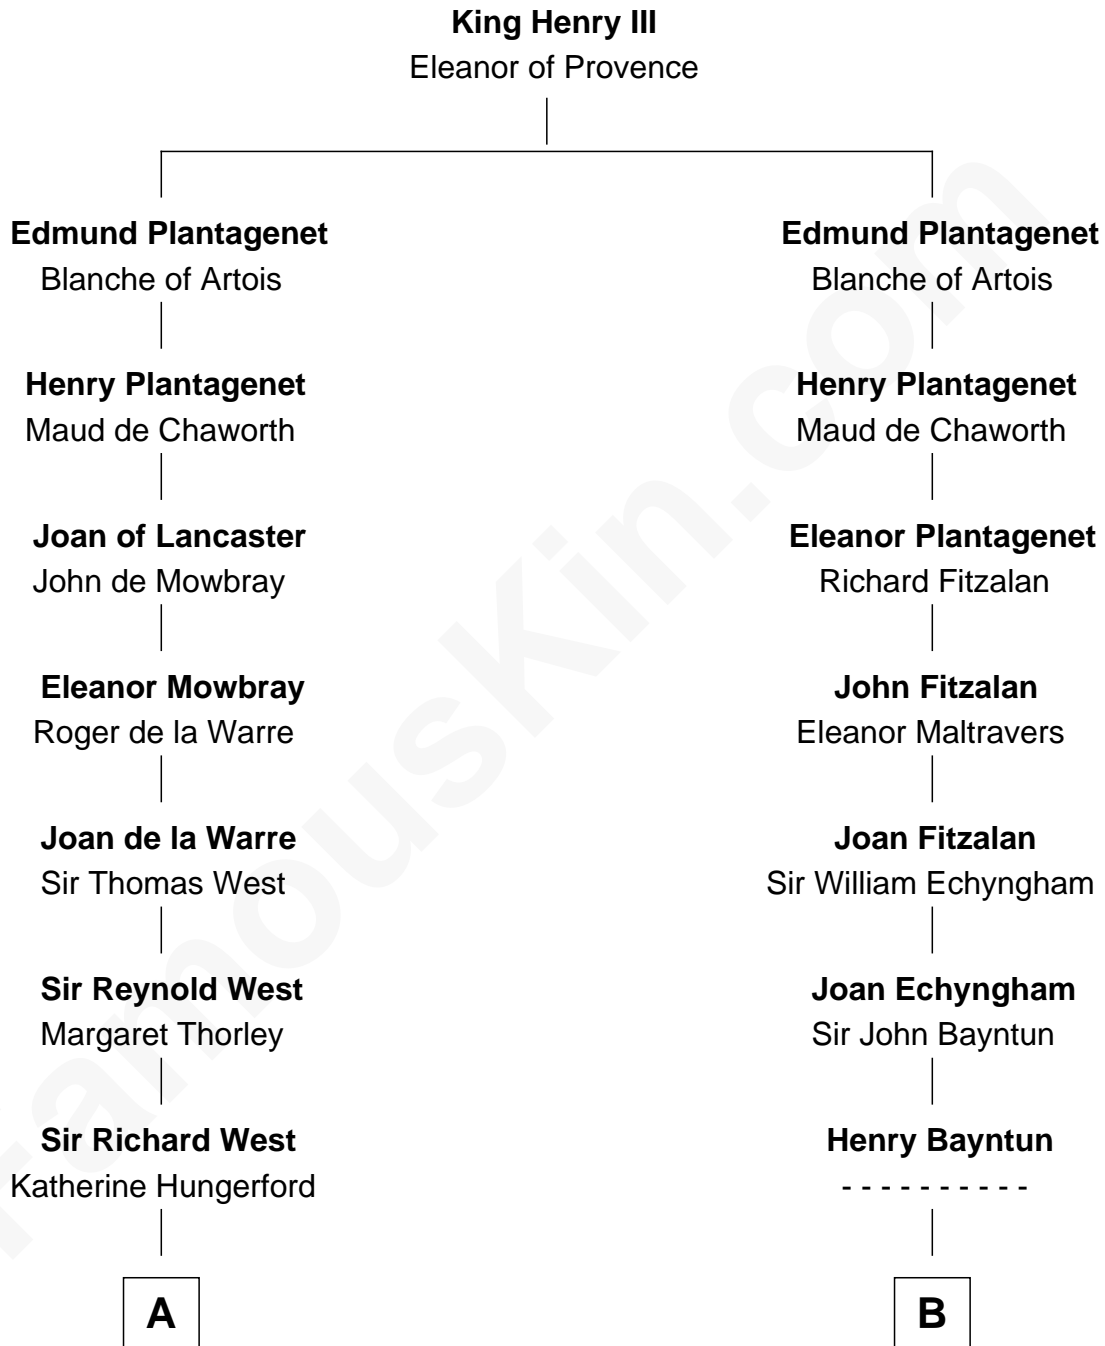 King Henry III
Eleanor of Provence
Edmund Plantagenet
Blanche of Artois
Edmund Plantagenet
Blanche of Artois
Henry Plantagenet
Maud de Chaworth
Henry Plantagenet
Maud de Chaworth
Joan of Lancaster
John de Mowbray
Eleanor Plantagenet
Richard Fitzalan
Eleanor Mowbray
Roger de la Warre
John Fitzalan
Eleanor Maltravers
Joan de la Warre
Sir Thomas West
Joan Fitzalan
Sir William Echyngham
Sir Reynold West
Margaret Thorley
Joan Echyngham
Sir John Bayntun
Sir Richard West
Katherine Hungerford
Henry Bayntun
- - - - - - - - - -
A
B
FamousKin.com